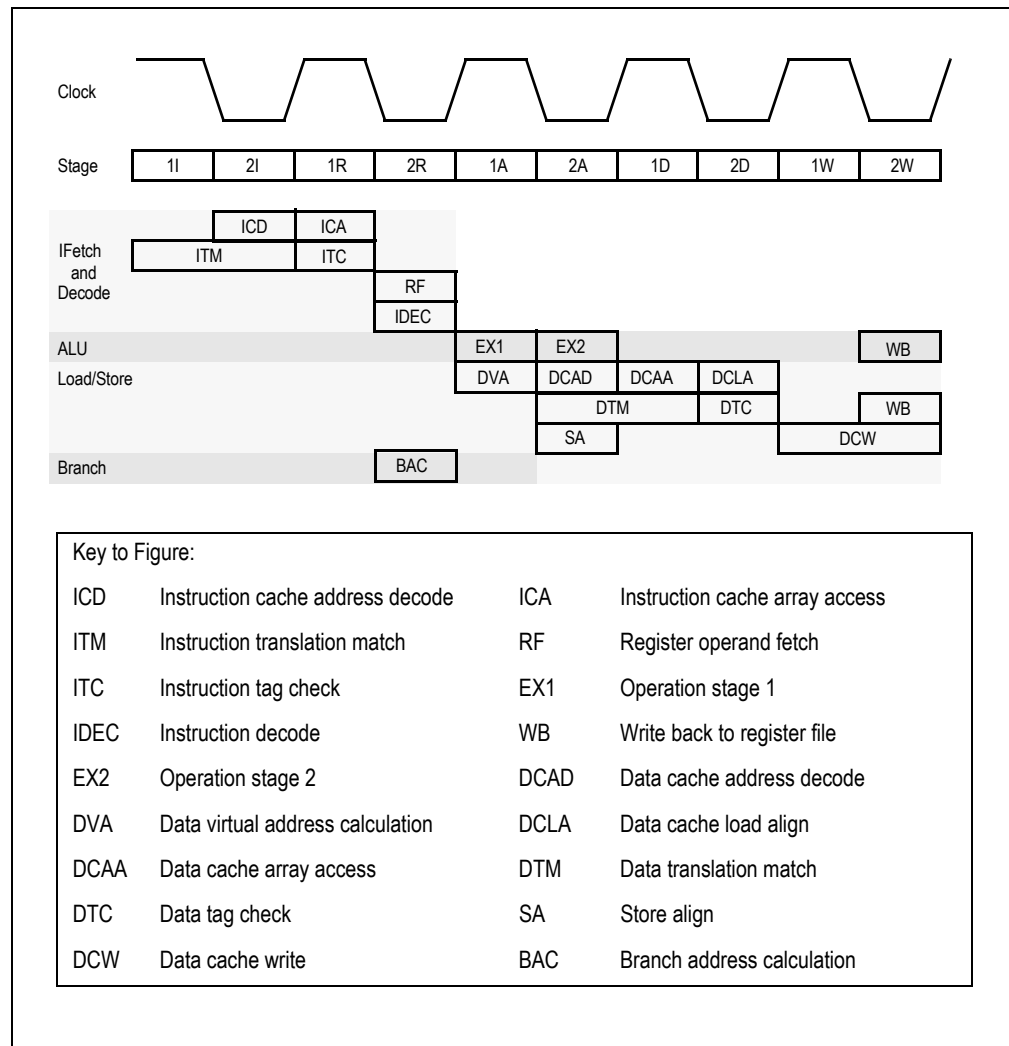 Clock
Stage 1I 2I 1R 2R 1A 2A 1D 2D 1W 2W
ICD ICA
IFetch
and
Decode
ITM ITC
RF
IDEC
ALU EX1 EX2 WB
Load/Store DVA DCAD DCAA DCLA
DTM DTC WB
SA DCW
Branch BAC
Key to Figure:
ICD Instruction cache address decode ICA Instruction cache array access
ITM Instruction translation match RF Register operand fetch
ITC Instruction tag check EX1 Operation stage 1
IDEC Instruction decode WB Write back to register file
EX2 Operation stage 2 DCAD Data cache address decode
DVA Data virtual address calculation DCLA Data cache load align
DCAA Data cache array access DTM Data translation match
DTC Data tag check SA Store align
DCW Data cache write BAC Branch address calculation